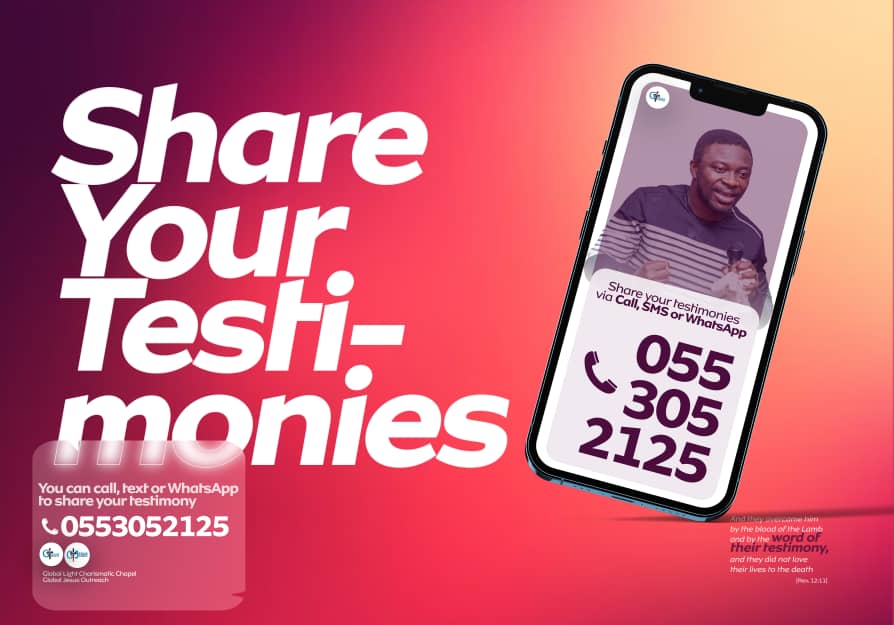 Share
Your
Testi-
monies
You can call, text or WhatsApp
to share your testimony
0553052125
Global Light Charismatic Chapel
Global Jesus Outreach
Share your testimonies
via Call, SMS or WhatsApp
055
305
2125
And they overcame him
by the blood of the Lamb
and by the word of
their testimony,
and they did not love
their lives to the death
[Rev. 12:11]